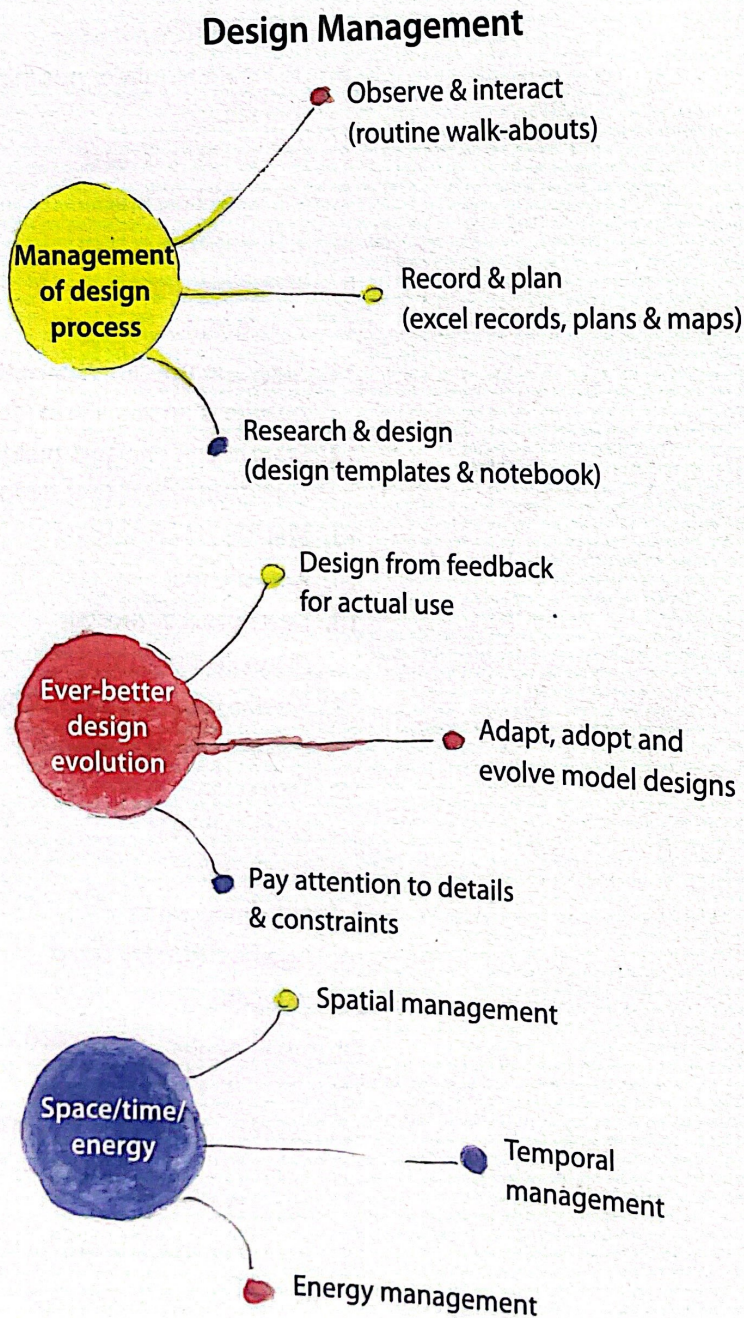 Design Management
Observe & interact
(routine walk-abouts)
Management
of design
process
Record & plan
(excel records, plans & maps)
Research & design
(design templates & notebook)
Design from feedback
for actual use
Ever-better
design
evolution
Adapt, adopt and
evolve model designs
Pay attention to details
& constraints
Spatial management
Space/time/
energy
Temporal
management
Energy management